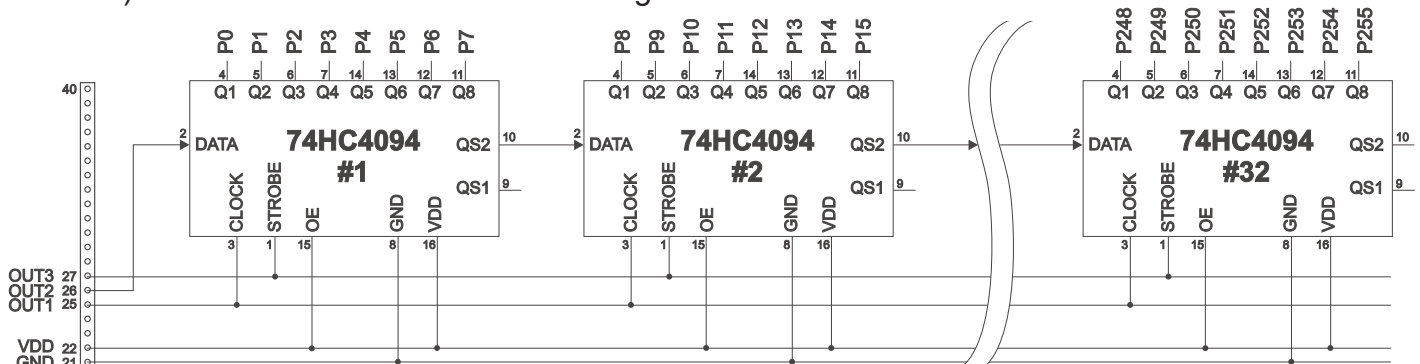 P0 P1 P2 P3 P4 P5 P6 P7 P8 P9 P10 P11 P12 P13 P14 P15 P248 P249 P250 P251 P252 P253 P254 P255
4 5 6 7 14 13 12 11 4 5 6 7 14 13 12 11 4 5 6 7 14 13 12 11
40 Q1 Q2 Q3 Q4 Q5 Q6 Q7 Q8 Q1 Q2 Q3 Q4 Q5 Q6 Q7 Q8 Q1 Q2 Q3 Q4 Q5 Q6 Q7 Q8
2 DATA 74HC4094 QS2 10 2 DATA 74HC4094 QS2 10 2 DATA 74HC4094 QS2 10
#1 #2 #32
QS1 9 QS1 9 QS1 9
CLOCK STROBE OE GND VDD CLOCK STROBE OE GND VDD CLOCK STROBE OE GND VDD
3 1 15 8 16 3 1 15 8 16 3 1 15 8 16
OUT3 27
OUT2 26
OUT1 25
VDD 22
GND 21